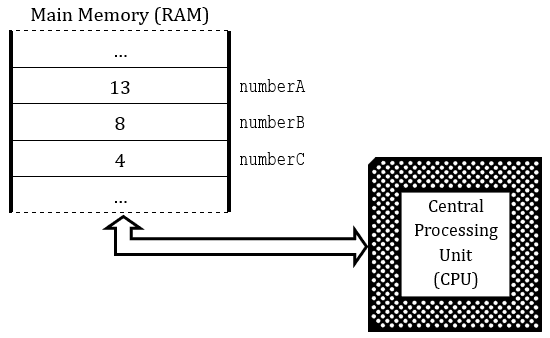 Main Memory (RAM)
...
13
numberA
8
numberB
4
numberC
...
Central
Processing
Unit
(CPU)